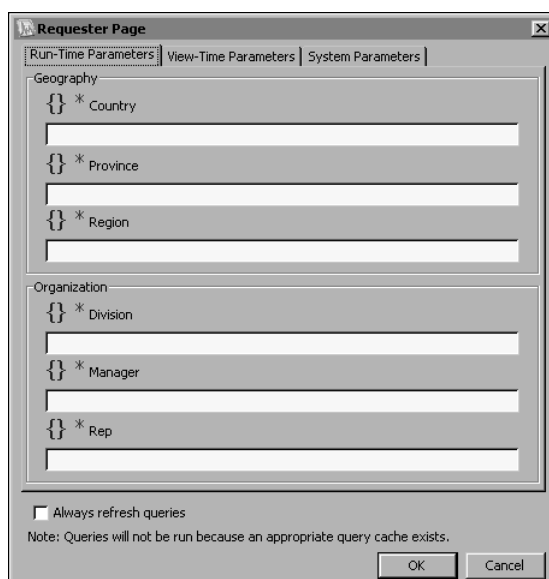 Requester Page
Run-Time Parameters View-Time Parameters System Parameters
Geography
{} * Country
{} * Province
{} * Region
Organization
{} * Division
{} * Manager
{} * Rep
Always refresh queries
Note: Queries will not be run because an appropriate query cache exists.
OK Cancel